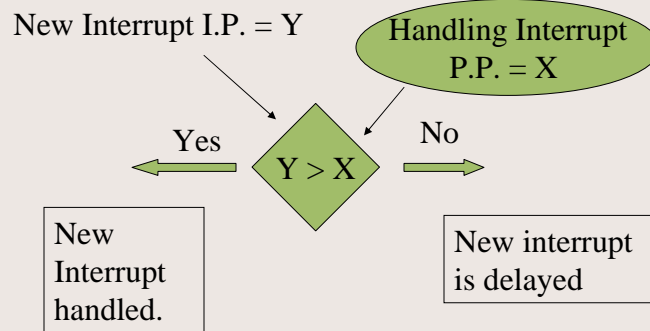 New Interrupt I.P. = Y
Handling Interrupt
P.P. = X
Yes
No
Y > X
New
Interrupt
handled.
New interrupt
is delayed